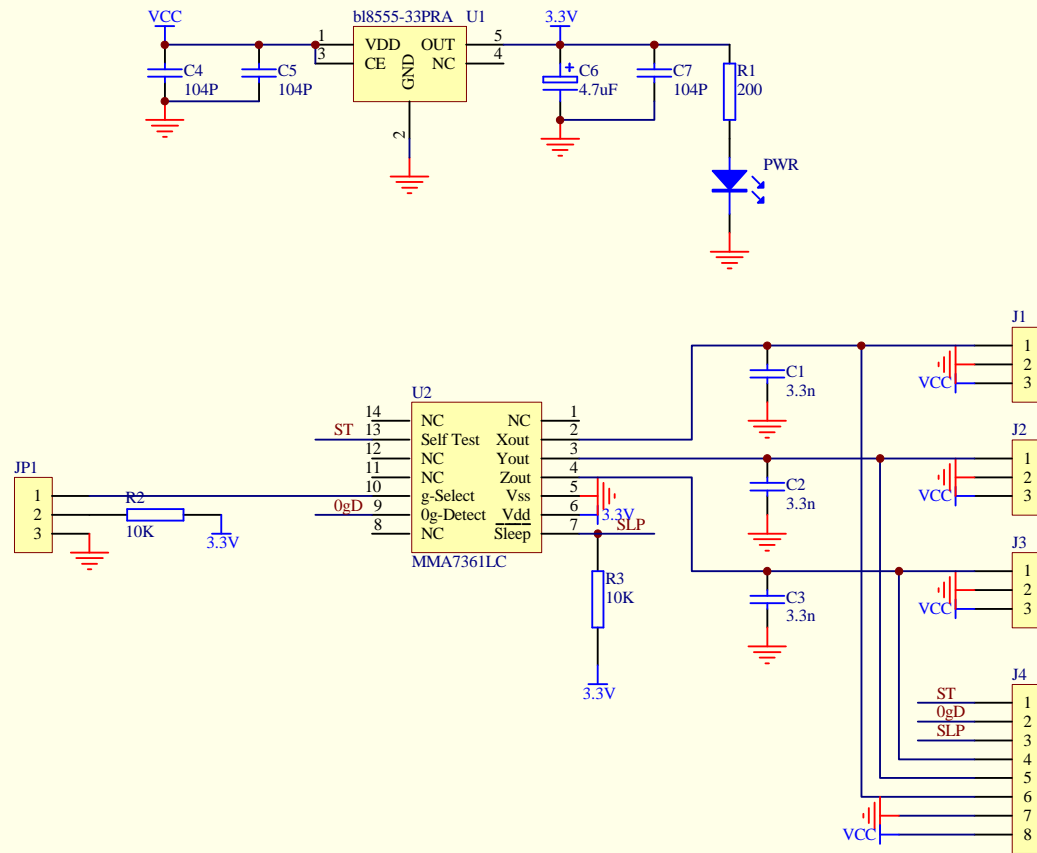 VCC
bl8555-33PRA U1
3.3V
1 VDD OUT 5
3 CE NC 4
GND
2
C4
104P
C5
104P
C6
4.7uF
C7
104P
R1
200
PWR
U2
14 NC NC 1
ST 13 Self Test Xout 2
12 NC Yout 3
11 NC Zout 4
10 g-Select Vss 5
0gD 9 0g-Detect Vdd 6 3.3V
8 NC Sleep 7 SLP
MMA7361LC
JP1
1
2
3
R2
10K
3.3V
R3
10K
3.3V
C1
3.3n
C2
3.3n
C3
3.3n
J1
1
2
VCC 3
J2
1
2
VCC 3
J3
1
2
VCC 3
J4
ST 1
0gD 2
SLP 3
4
5
6
7
VCC 8